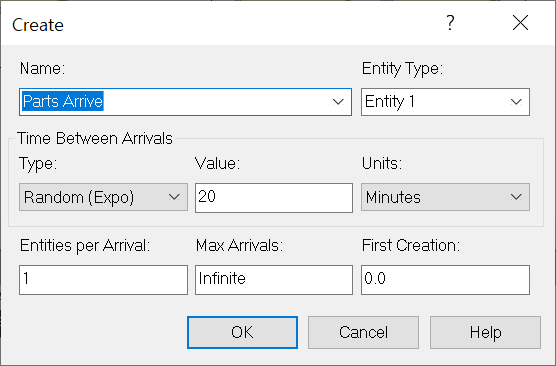 Create ?
Name: Entity Type:
Parts Arrive Entity 1
Time Between Arrivals
Type: Value: Units:
Random (Expo) 20 Minutes
Entities per Arrival: Max Arrivals: First Creation:
1 Infinite 0.0
OK Cancel Help